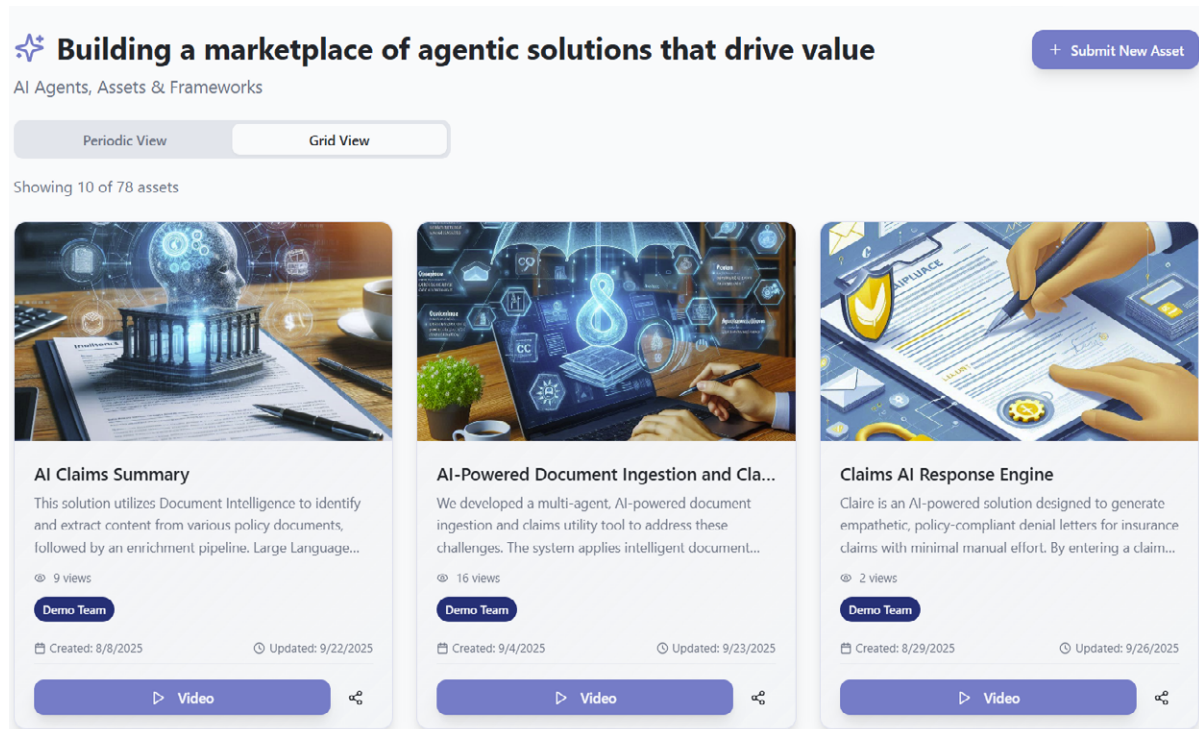 Building a marketplace of agentic solutions that drive value
+ Submit New Asset
AI Agents, Assets & Frameworks
Periodic View
Grid View
Showing 10 of 78 assets
CC
AI Claims Summary
This solution utilizes Document Intelligence to identify
and extract content from various policy documents,
followed by an enrichment pipeline. Large Language...
9 views
Demo Team
Created: 8/8/2025
Updated: 9/22/2025
Video
AI-Powered Document Ingestion and Cla...
We developed a multi-agent, AI-powered document
ingestion and claims utility tool to address these
challenges. The system applies intelligent document...
16 views
Demo Team
Created: 9/4/2025
Updated: 9/23/2025
Video
Claims AI Response Engine
Claire is an AI-powered solution designed to generate
empathetic, policy-compliant denial letters for insurance
claims with minimal manual effort. By entering a claim...
2 views
Demo Team
Created: 8/29/2025
Updated: 9/26/2025
Video